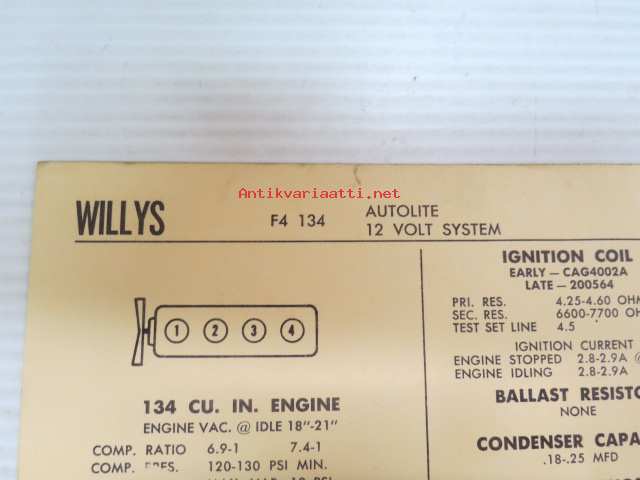 Antikvariaatti.net
WILLYS F4 134 AUTOLITE
12 VOLT SYSTEM
1 2 3 4
134 CU. IN. ENGINE
ENGINE VAC. @ IDLE 18"-21"
COMP. RATIO 6.9-1 7.4-1
COMP. 120-130 PSI MIN.
IGNITION COIL
EARLY — CAG4002A
LATE — 200564
PRI. RES. 4.25-4.60 OHM
SEC. RES. 6600-7700 OH
TEST SET LINE 4.5
IGNITION CURRENT
ENGINE STOPPED 2.8-2.9A @
ENGINE IDLING 2.8-2.9A
BALLAST RESISTO
NONE
CONDENSER CAPA
.18-.25 MFD